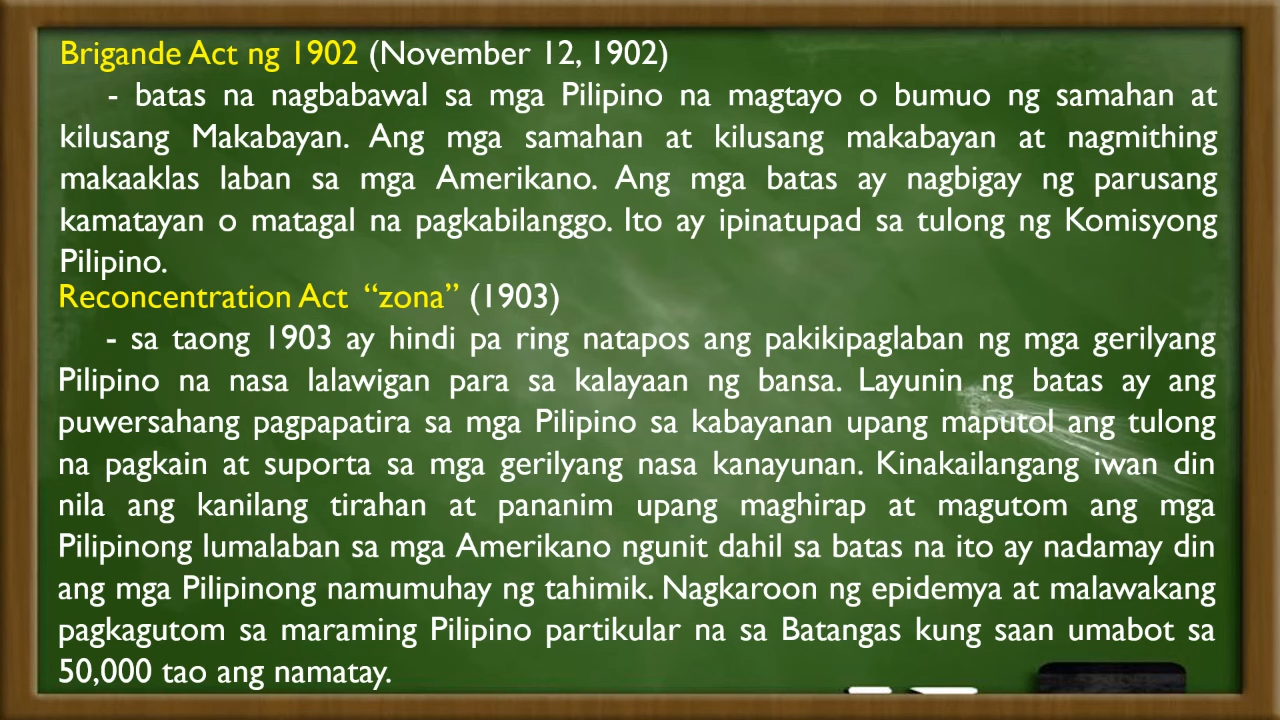 Brigande Act ng 1902 (November 12, 1902)
- batas na nagbabawal sa mga Pilipino na magtayo o bumuo ng samahan at
kilusang Makabayan. Ang mga samahan at kilusang makabayan at nagmithing
makaaklas laban sa mga Amerikano. Ang mga batas ay nagbigay ng parusang
kamatayan o matagal na pagkabilanggo. Ito ay ipinatupad sa tulong ng Komisyong
Pilipino.
Reconcentration Act “zona” (1903)
- sa taong 1903 ay hindi pa ring natapos ang pakikipaglaban ng mga gerilyang
Pilipino na nasa lalawigan para sa kalayaan ng bansa. Layunin ng batas ay ang
puwersahang pagpapatira sa mga Pilipino sa kabayanan upang maputol ang tulong
na pagkain at suporta sa mga gerilyang nasa kanayunan. Kinakailangang iwan din
nila ang kanilang tirahan at pananim upang maghirap at magutom ang mga
Pilipinong lumalaban sa mga Amerikano ngunit dahil sa batas na ito ay nadamay din
ang mga Pilipinong namumuhay ng tahimik. Nagkaroon ng epidemya at malawakang
pagkagutom sa maraming Pilipino partikular na sa Batangas kung saan umabot sa
50,000 tao ang namatay.